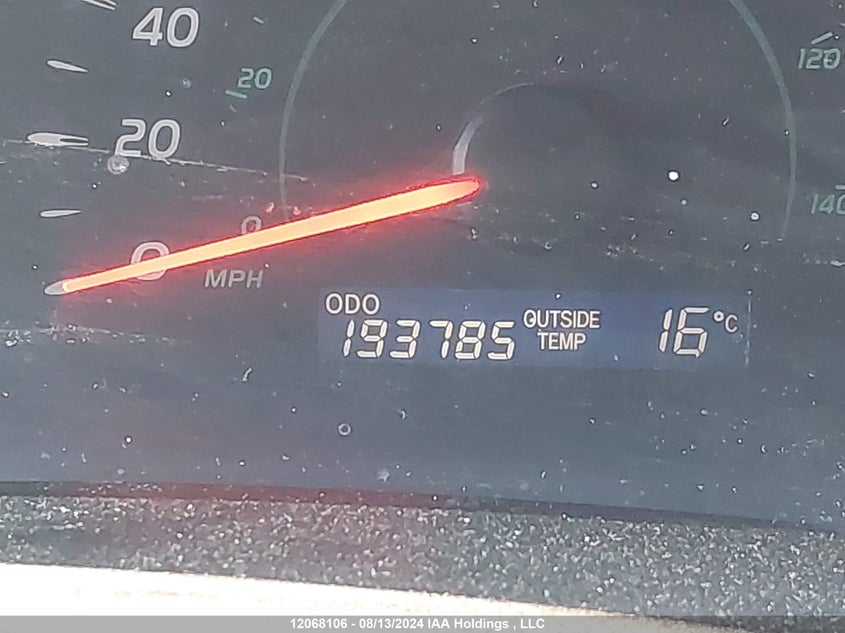 40
20
120
20
140
0
0
MPH
ODO
193785
OUTSIDE
TEMP
16°C
12068106 - 08/13/2024 IAA Holdings , LLC